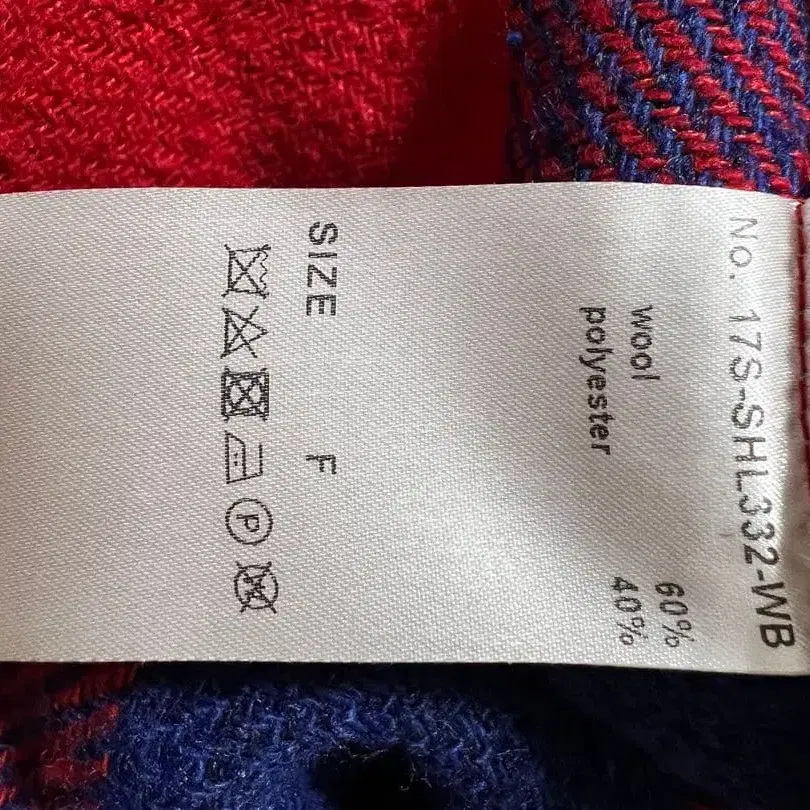 No. 17S-SHL332-WB
wool 60%
polyester 40%
SIZE F
P